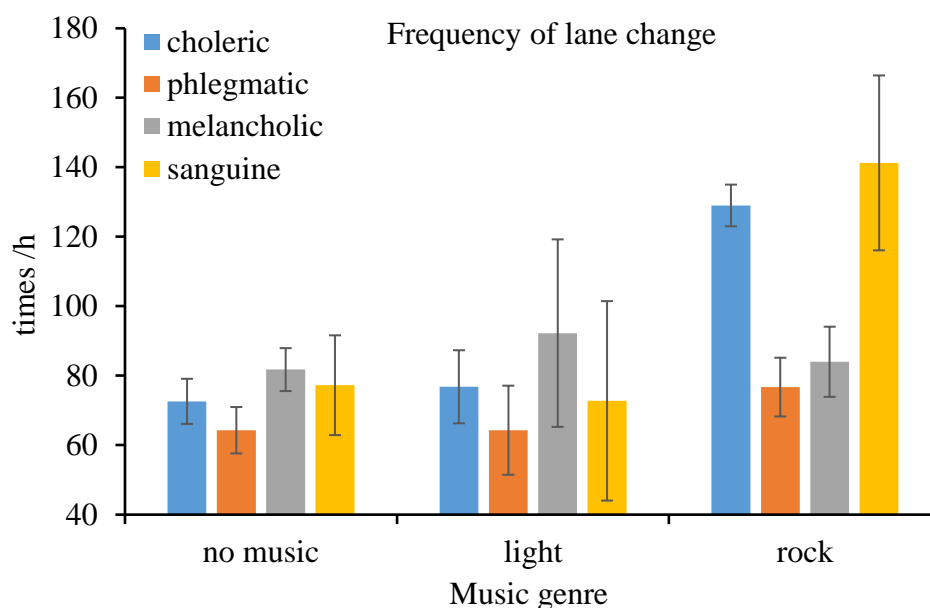 Frequency of lane change
choleric
phlegmatic
melancholic
sanguine
times /h
180
160
140
120
100
80
60
40
no music
light
rock
Music genre